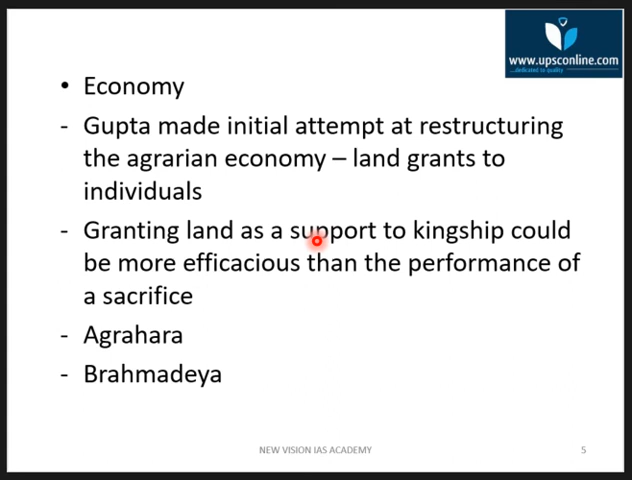 www.upsconline.com
...dedicated to quality
• Economy
- Gupta made initial attempt at restructuring
the agrarian economy – land grants to
individuals
- Granting land as a support to kingship could
be more efficacious than the performance of
a sacrifice
- Agrahara
- Brahmadeya
NEW VISION IAS ACADEMY
5